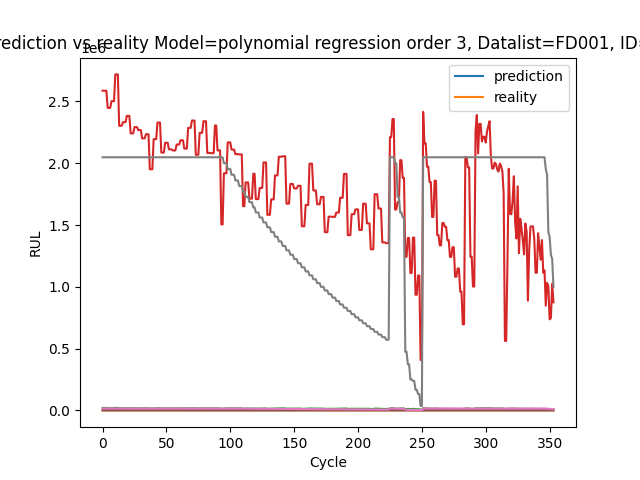 rediction vs reality Model=polynomial regression order 3, Datalist=FD001, ID=
1e6
prediction
reality
2.5
2.0
1.5
1.0
0.5
0.0
RUL
0 50 100 150 200 250 300 350
Cycle